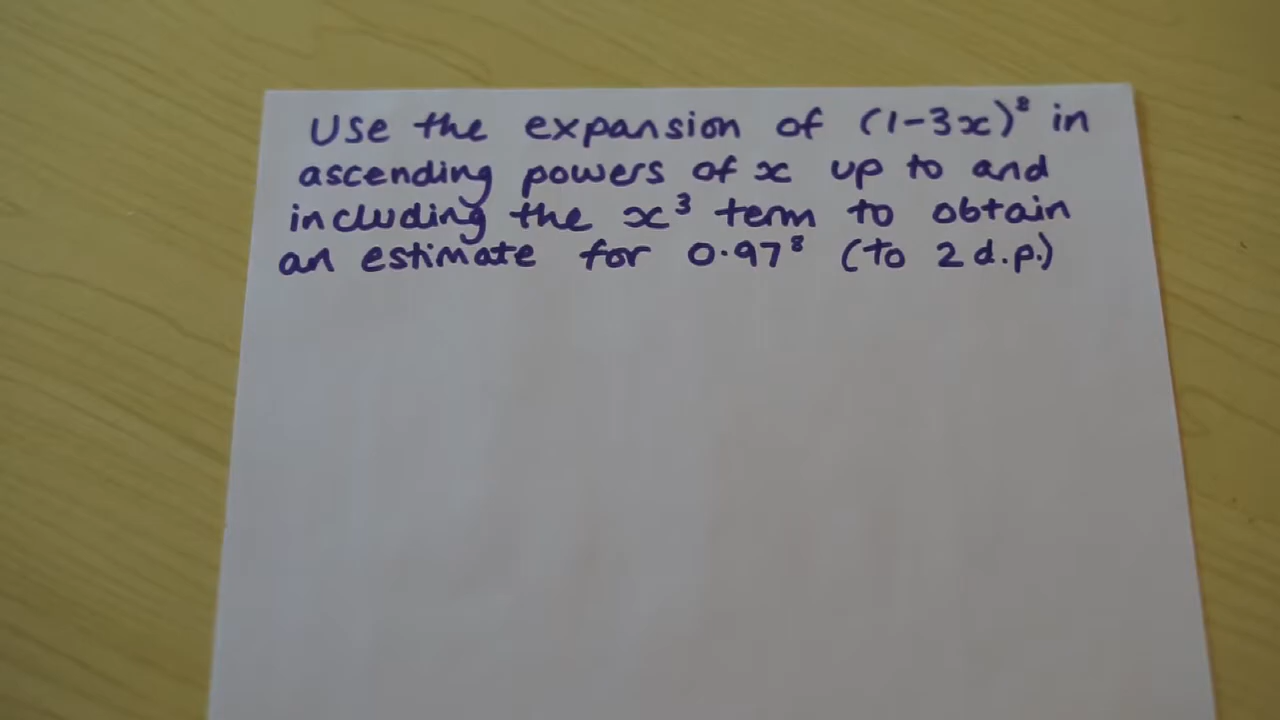 Use the expansion of (1-3x)⁸ in
ascending powers of x up to and
including the x³ term to obtain
an estimate for 0.97⁸ (to 2 d.p.)